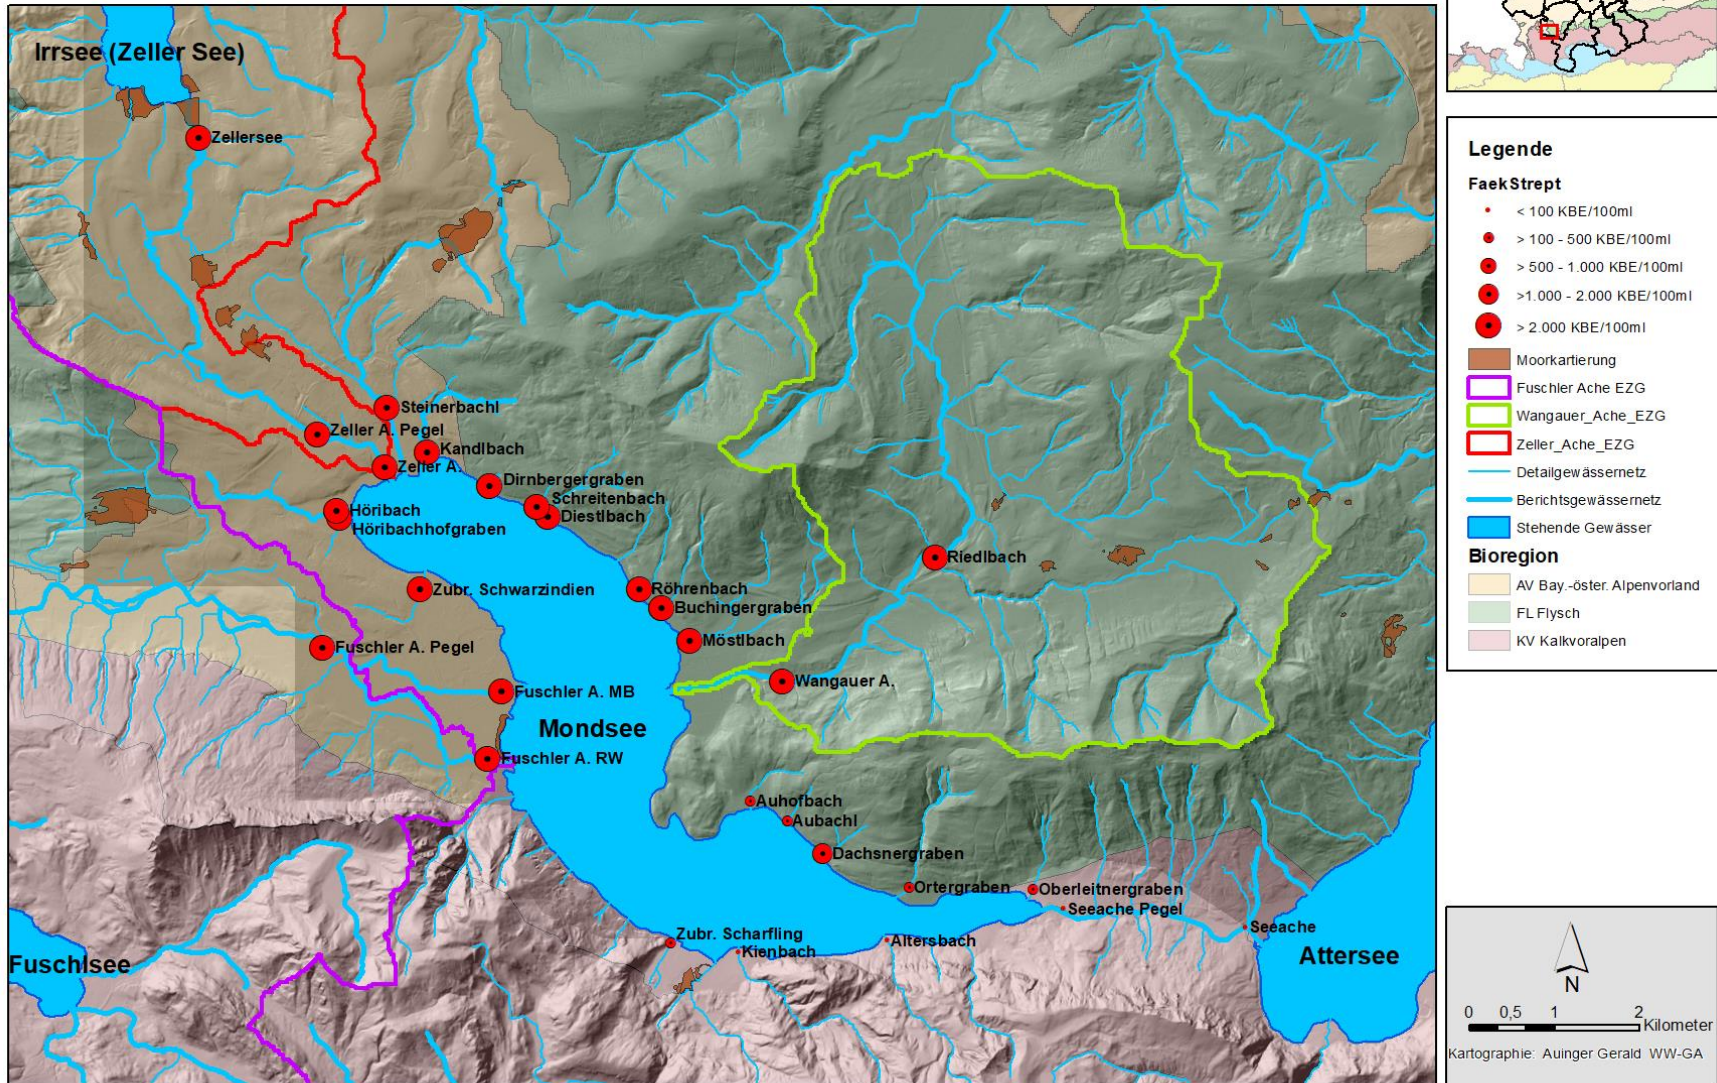 Irrsee (Zeller See)
Zellersee
Steinerbachl
Zeller A. Pegel
Kandlbach
Zeller A.
Dirnbergergraben
Schreitenbach
Diestlbach
Höribach
Höribachhofgraben
Riedlbach
Zubr. Schwarzindien
Röhrenbach
Buchingergraben
Möstlbach
Fuschler A. Pegel
Wangauer A.
Fuschler A. MB
Mondsee
Fuschler A. RW
Auhofbach
Aubachl
Dachsnergraben
Ortergraben
Oberleitnergraben
Seeache Pegel
Seeache
Zubr. Scharfling
Kienbach
Altersbach
Fuschlsee
Attersee
Legende
FaekStrept
< 100 KBE/100ml
> 100 - 500 KBE/100ml
> 500 - 1.000 KBE/100ml
>1.000 - 2.000 KBE/100ml
> 2.000 KBE/100ml
Moorkartierung
Fuschler Ache EZG
Wangauer_Ache_EZG
Zeller_Ache_EZG
Detailgewässernetz
Berichtsgewässernetz
Stehende Gewässer
Bioregion
AV Bay.-öster. Alpenvorland
FL Flysch
KV Kalkvoralpen
N
0 0,5 1 2
Kilometer
Kartographie: Auinger Gerald WW-GA